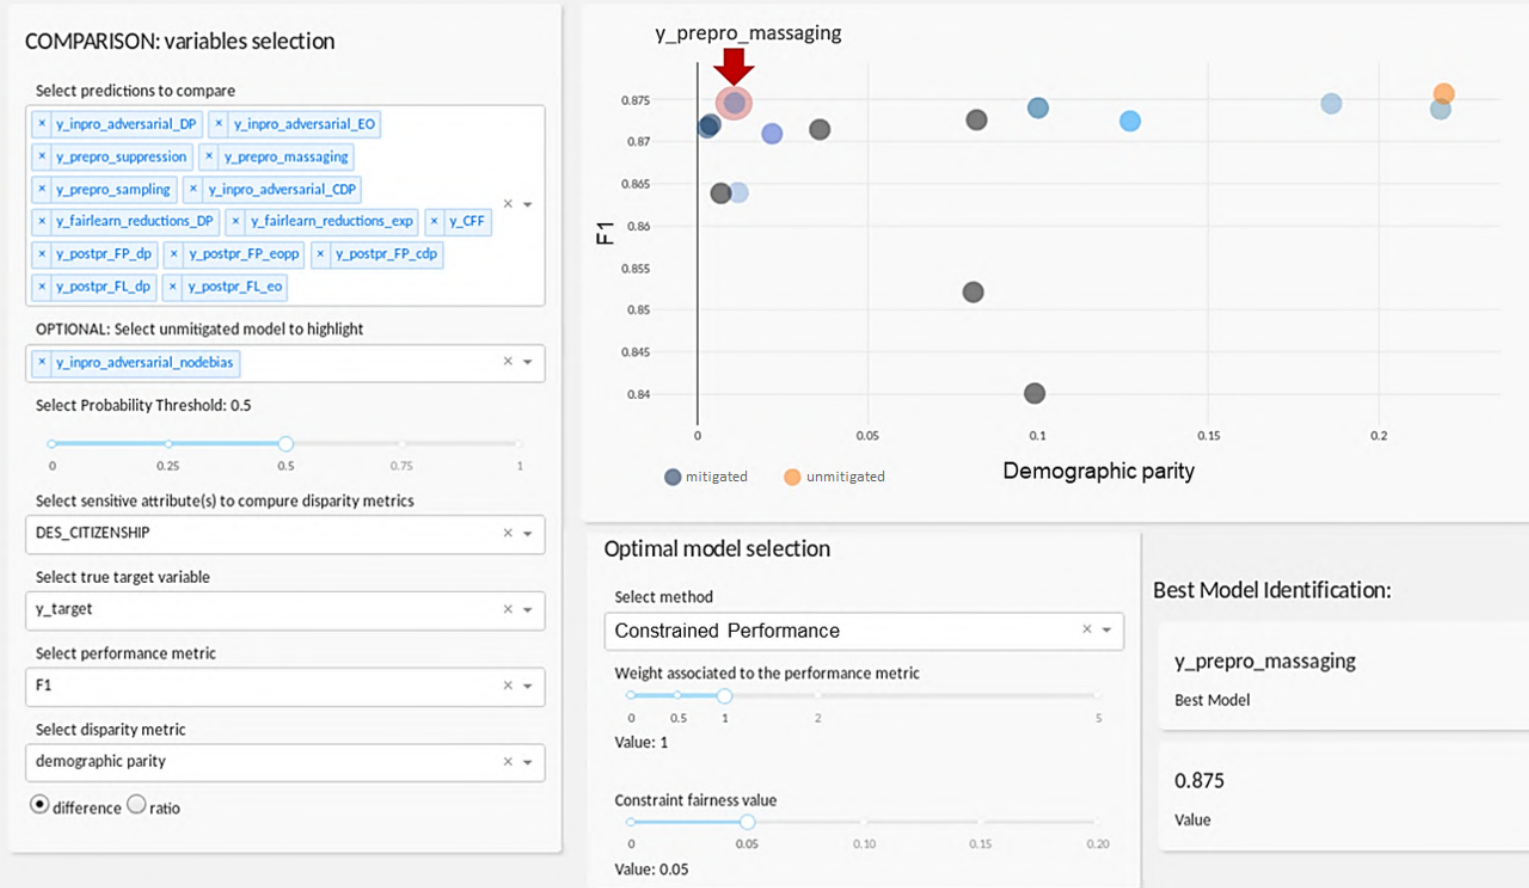 COMPARISON: variables selection
Select predictions to compare
× y_inpro_adversarial_DP × y_inpro_adversarial_EO
× y_prepro_suppression × y_prepro_massaging
× y_prepro_sampling × y_inpro_adversarial_CDP
× y_fairlearn_reductions_DP × y_fairlearn_reductions_exp × y_CFF
× y_postpr_FP_dp × y_postpr_FP_eopp × y_postpr_FP_cdp
× y_postpr_FL_dp × y_postpr_FL_eo
×
OPTIONAL: Select unmitigated model to highlight
× y_inpro_adversarial_nodebias ×
Select Probability Threshold: 0.5
0 0.25 0.5 0.75 1
Select sensitive attribute(s) to compure disparity metrics
DES_CITIZENSHIP ×
Select true target variable
y_target ×
Select performance metric
F1 ×
Select disparity metric
demographic parity ×
difference ratio
y_prepro_massaging
0.875
0.87
0.865
0.86
0.855
0.85
0.845
0.84
F1
0 0.05 0.1 0.15 0.2
Demographic parity
mitigated unmitigated
Optimal model selection
Select method
Constrained Performance ×
Weight associated to the performance metric
0 0.5 1 2 5
Value: 1
Constraint fairness value
0 0.05 0.10 0.15 0.20
Value: 0.05
Best Model Identification:
y_prepro_massaging
Best Model
0.875
Value